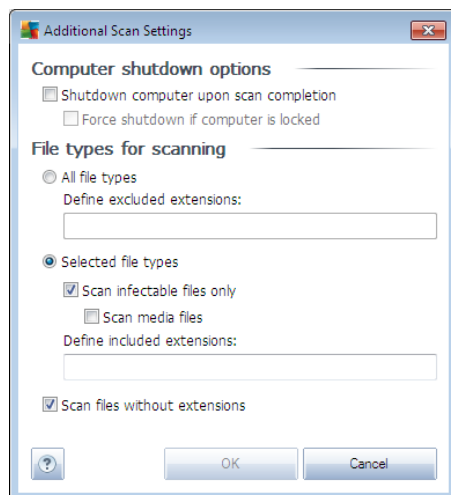 Additional Scan Settings
Computer shutdown options
Shutdown computer upon scan completion
Force shutdown if computer is locked
File types for scanning
All file types
Define excluded extensions:
Selected file types
Scan infectable files only
Scan media files
Define included extensions:
Scan files without extensions
? OK Cancel